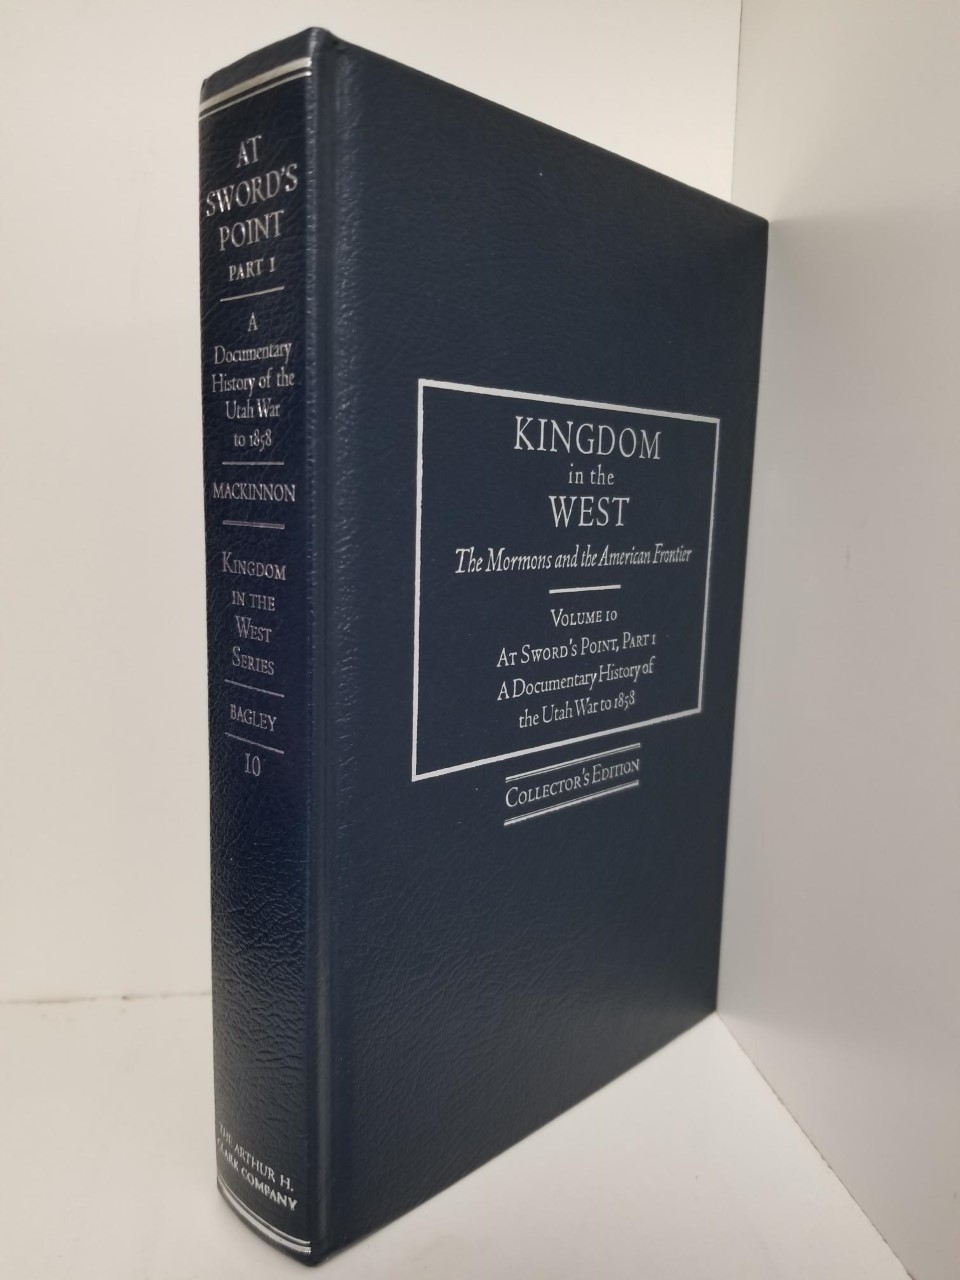 AT
SWORD'S
POINT
PART I
A
Documentary
History of the
Utah War
to 1858
MACKINNON
KINGDOM
IN THE
WEST
SERIES
BAGLEY
10
THE ARTHUR H.
CLARK COMPANY
KINGDOM
in the
WEST
The Mormons and the American Frontier
VOLUME 10
AT SWORD'S POINT, PART I
A Documentary History of
the Utah War to 1858
COLLECTOR'S EDITION